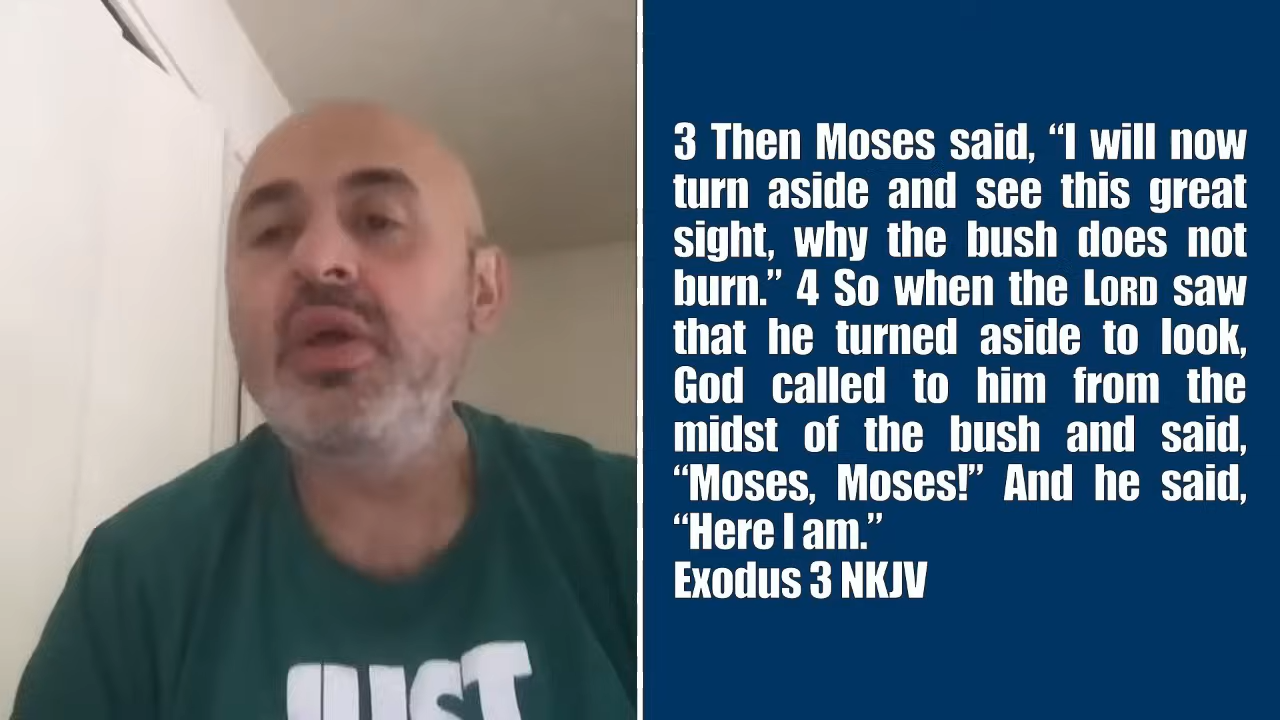 3 Then Moses said, “I will now
turn aside and see this great
sight, why the bush does not
burn.” 4 So when the LORD saw
that he turned aside to look,
God called to him from the
midst of the bush and said,
“Moses, Moses!” And he said,
“Here I am.”
Exodus 3 NKJV
JUST